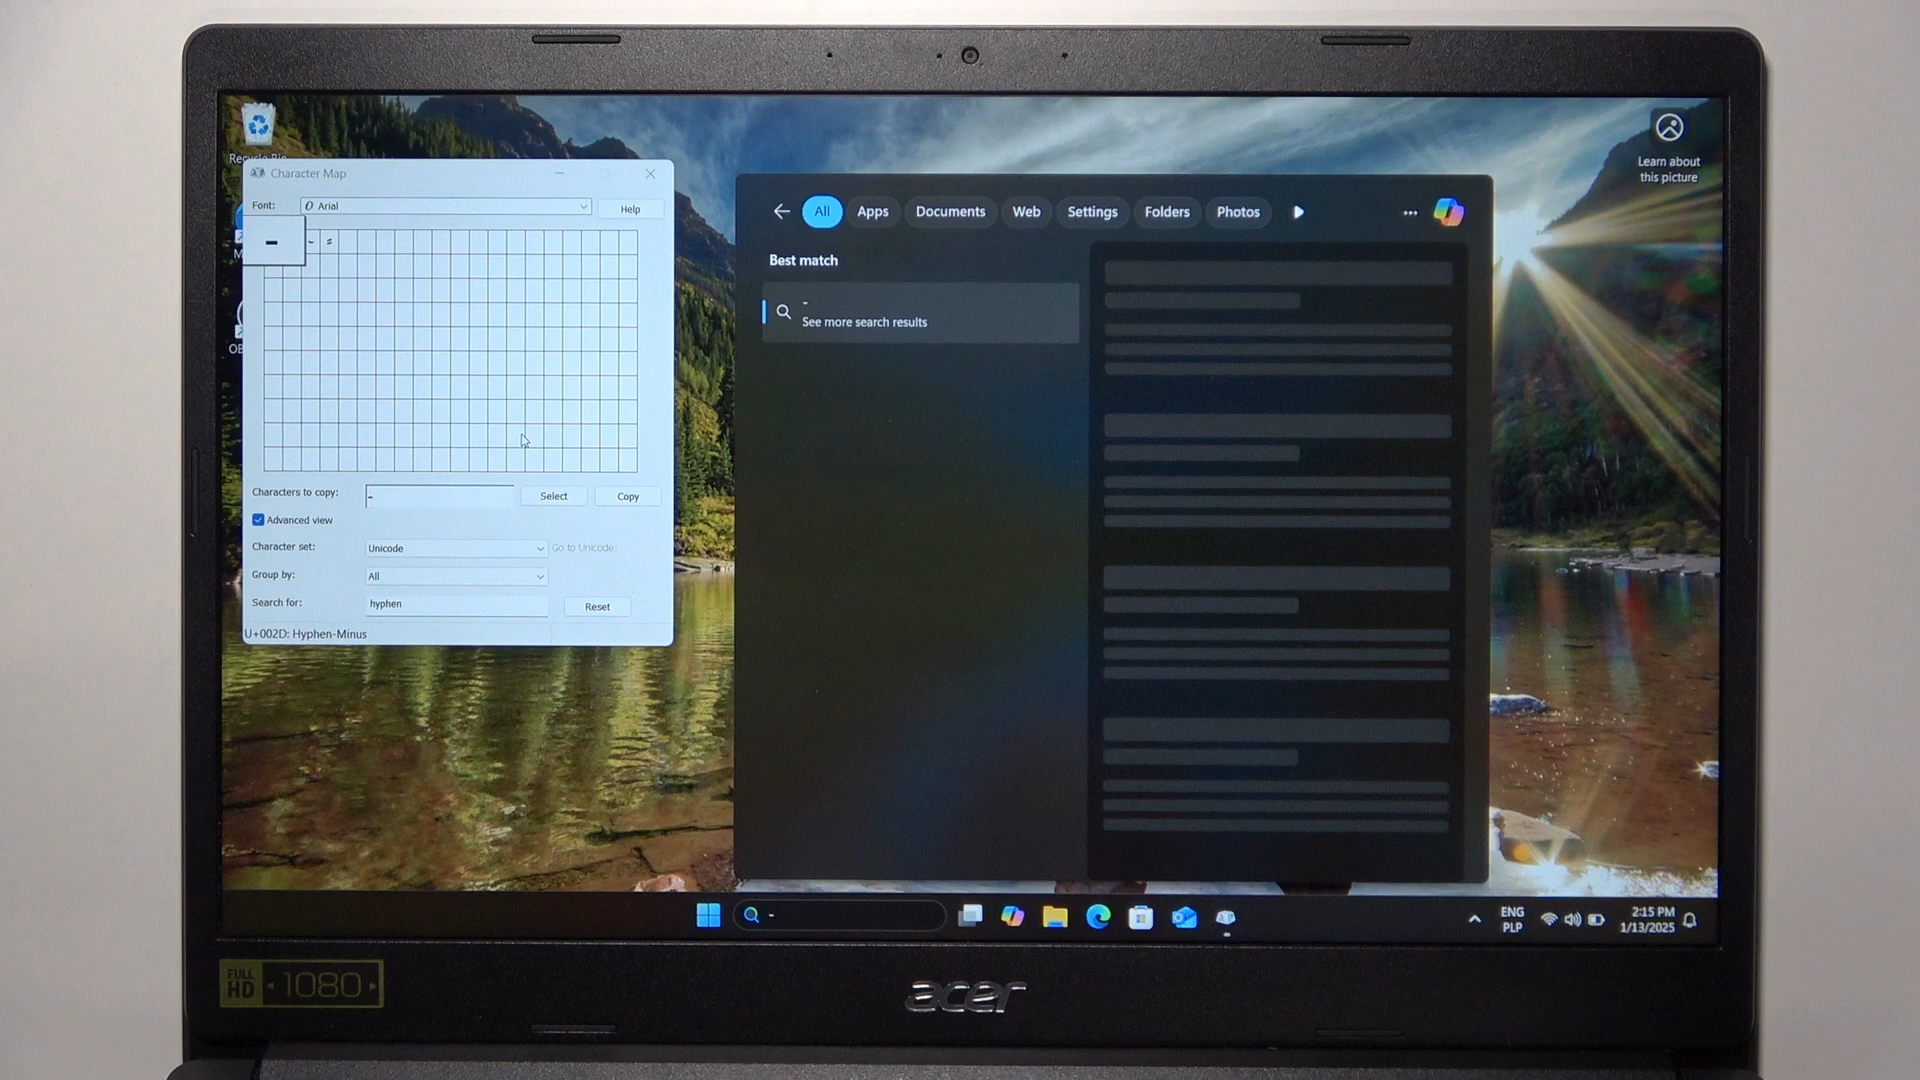 Learn about
this picture
Character Map
Font:
Arial
Help
Characters to copy:
-
Select
Copy
Advanced view
Character set:
Unicode
Go to Unicode:
Group by:
All
Search for:
hyphen
Reset
U+002D: Hyphen-Minus
All
Apps
Documents
Web
Settings
Folders
Photos
Best match
-
See more search results
-
ENG
PLP
2:15 PM
1/13/2025
FULL
HD
1080
acer